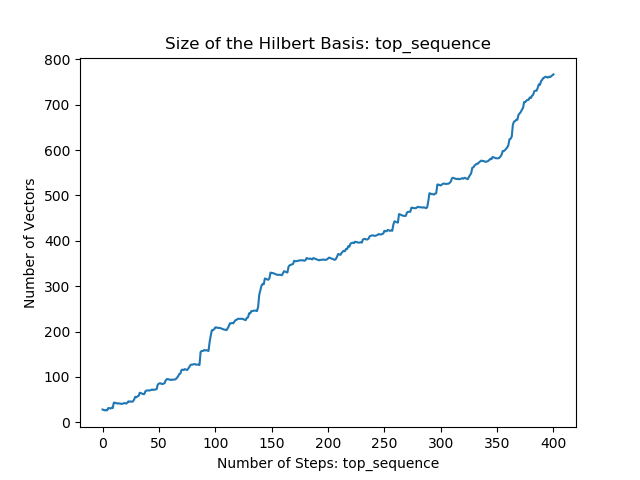 Size of the Hilbert Basis: top_sequence
800
700
600
500
400
300
200
100
0
Number of Vectors
0 50 100 150 200 250 300 350 400
Number of Steps: top_sequence